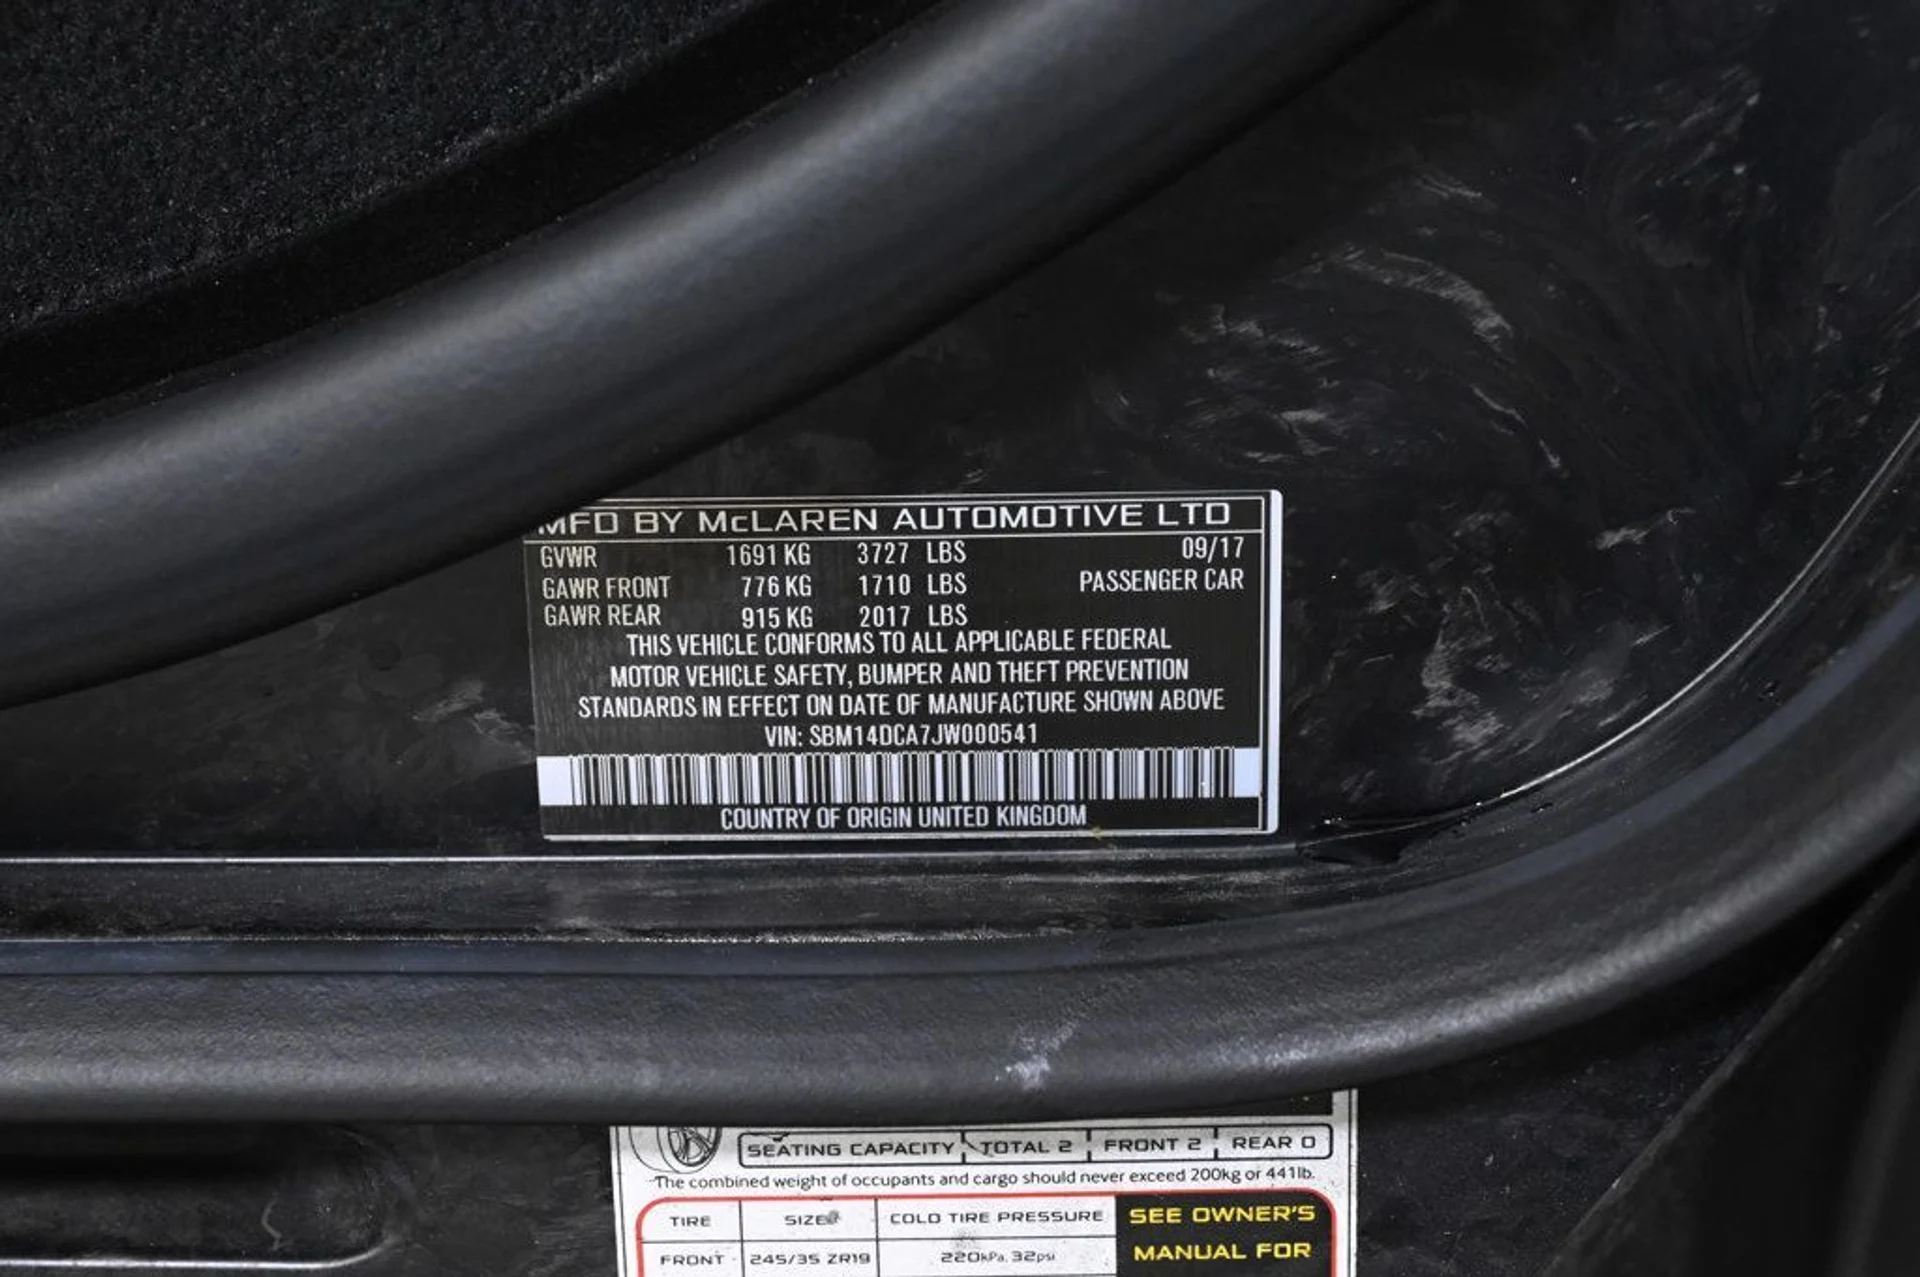 MFD BY McLAREN AUTOMOTIVE LTD
GVWR 1691 KG 3727 LBS 09/17
GAWR FRONT 776 KG 1710 LBS PASSENGER CAR
GAWR REAR 915 KG 2017 LBS
THIS VEHICLE CONFORMS TO ALL APPLICABLE FEDERAL
MOTOR VEHICLE SAFETY, BUMPER AND THEFT PREVENTION
STANDARDS IN EFFECT ON DATE OF MANUFACTURE SHOWN ABOVE
VIN: SBM14DCA7JW000541
COUNTRY OF ORIGIN UNITED KINGDOM
SEATING CAPACITY TOTAL 2 FRONT 2 REAR 0
The combined weight of occupants and cargo should never exceed 200kg or 441lb.
TIRE SIZE COLD TIRE PRESSURE SEE OWNER'S
FRONT 245/35 ZR19 220kPa, 32psi MANUAL FOR